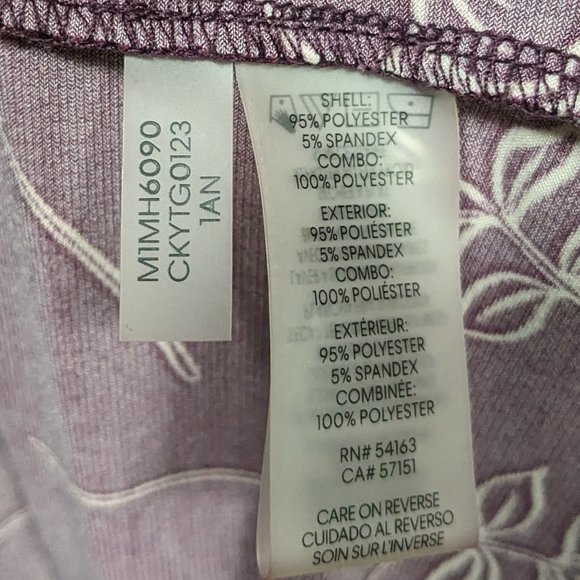 M1MH6090
CKYTG0123
1AN
SHELL:
95% POLYESTER
5% SPANDEX
COMBO:
100% POLYESTER
EXTERIOR:
95% POLIÉSTER
5% SPANDEX
COMBO:
100% POLIÉSTER
EXTÉRIEUR:
95% POLYESTER
5% SPANDEX
COMBINÉE:
100% POLYESTER
RN# 54163
CA# 57151
CARE ON REVERSE
CUIDADO AL REVERSO
SOIN SUR L'INVERSE